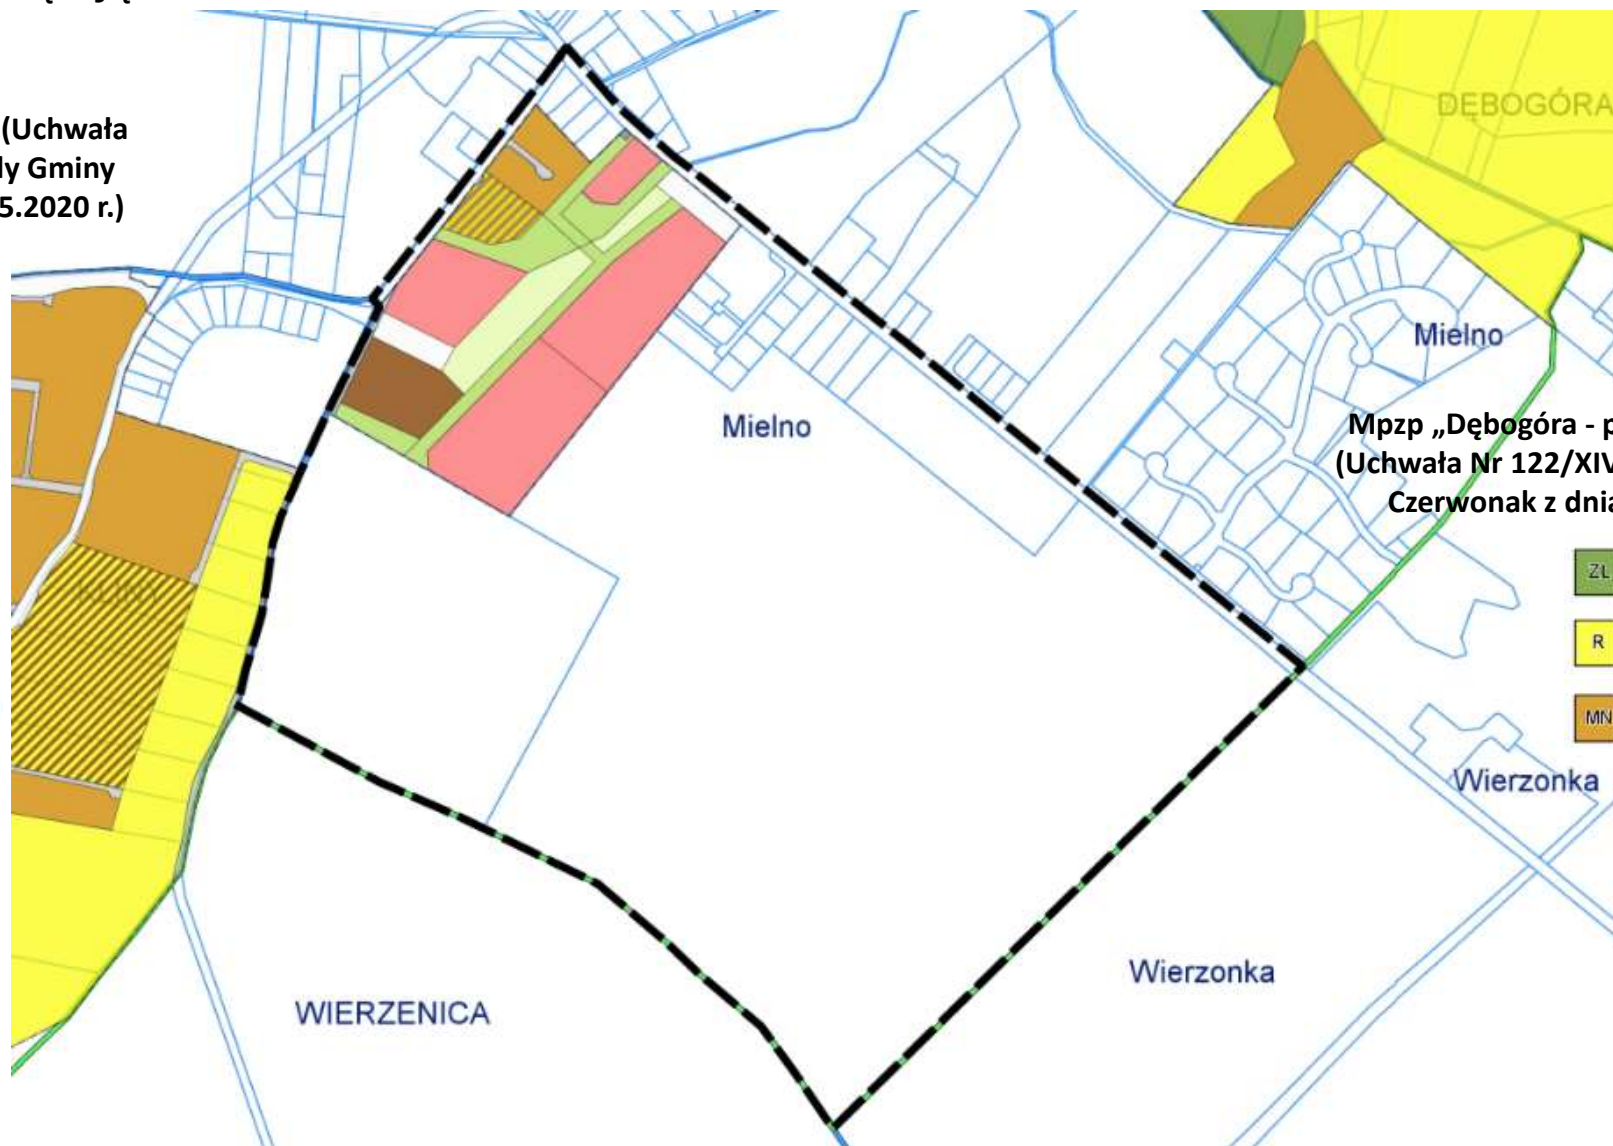 (Uchwała
ly Gminy
5.2020 r.)
DĘBOGÓRA
Mielno
Mielno
Mpzp „Dębogóra - p
(Uchwała Nr 122/XIV
Czerwonak z dnia
ZL
R
MN
Wierzonka
Wierzonka
WIERZENICA